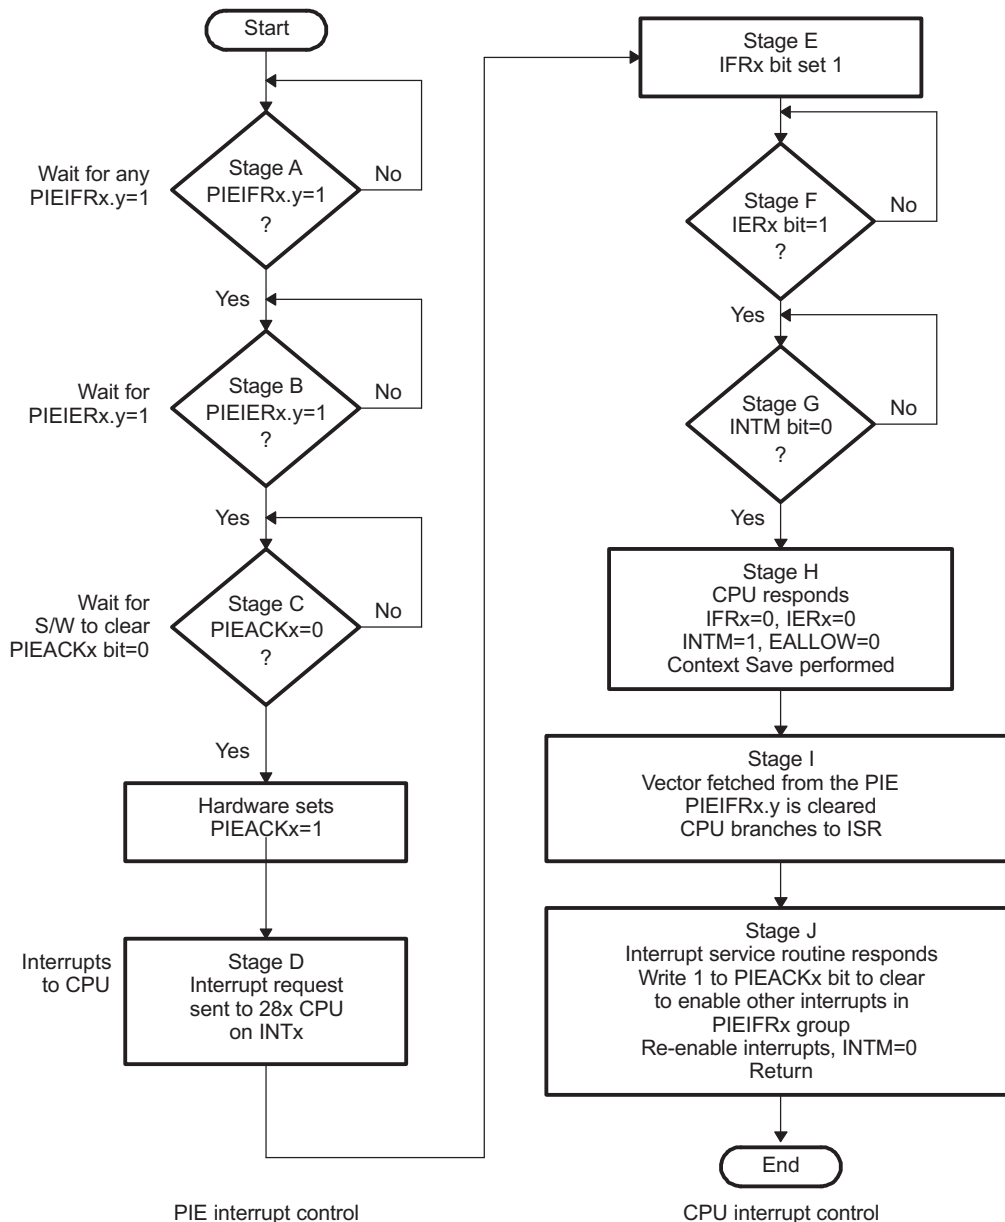 Start
Wait for any
PIEIFRx.y=1
Stage A
PIEIFRx.y=1
?
No
Yes
Wait for
PIEIERx.y=1
Stage B
PIEIERx.y=1
?
No
Yes
Wait for
S/W to clear
PIEACKx bit=0
Stage C
PIEACKx=0
?
No
Yes
Hardware sets
PIEACKx=1
Interrupts
to CPU
Stage D
Interrupt request
sent to 28x CPU
on INTx
PIE interrupt control
Stage E
IFRx bit set 1
Stage F
IERx bit=1
?
No
Yes
Stage G
INTM bit=0
?
No
Yes
Stage H
CPU responds
IFRx=0, IERx=0
INTM=1, EALLOW=0
Context Save performed
Stage I
Vector fetched from the PIE
PIEIFRx.y is cleared
CPU branches to ISR
Stage J
Interrupt service routine responds
Write 1 to PIEACKx bit to clear
to enable other interrupts in
PIEIFRx group
Re-enable interrupts, INTM=0
Return
End
CPU interrupt control